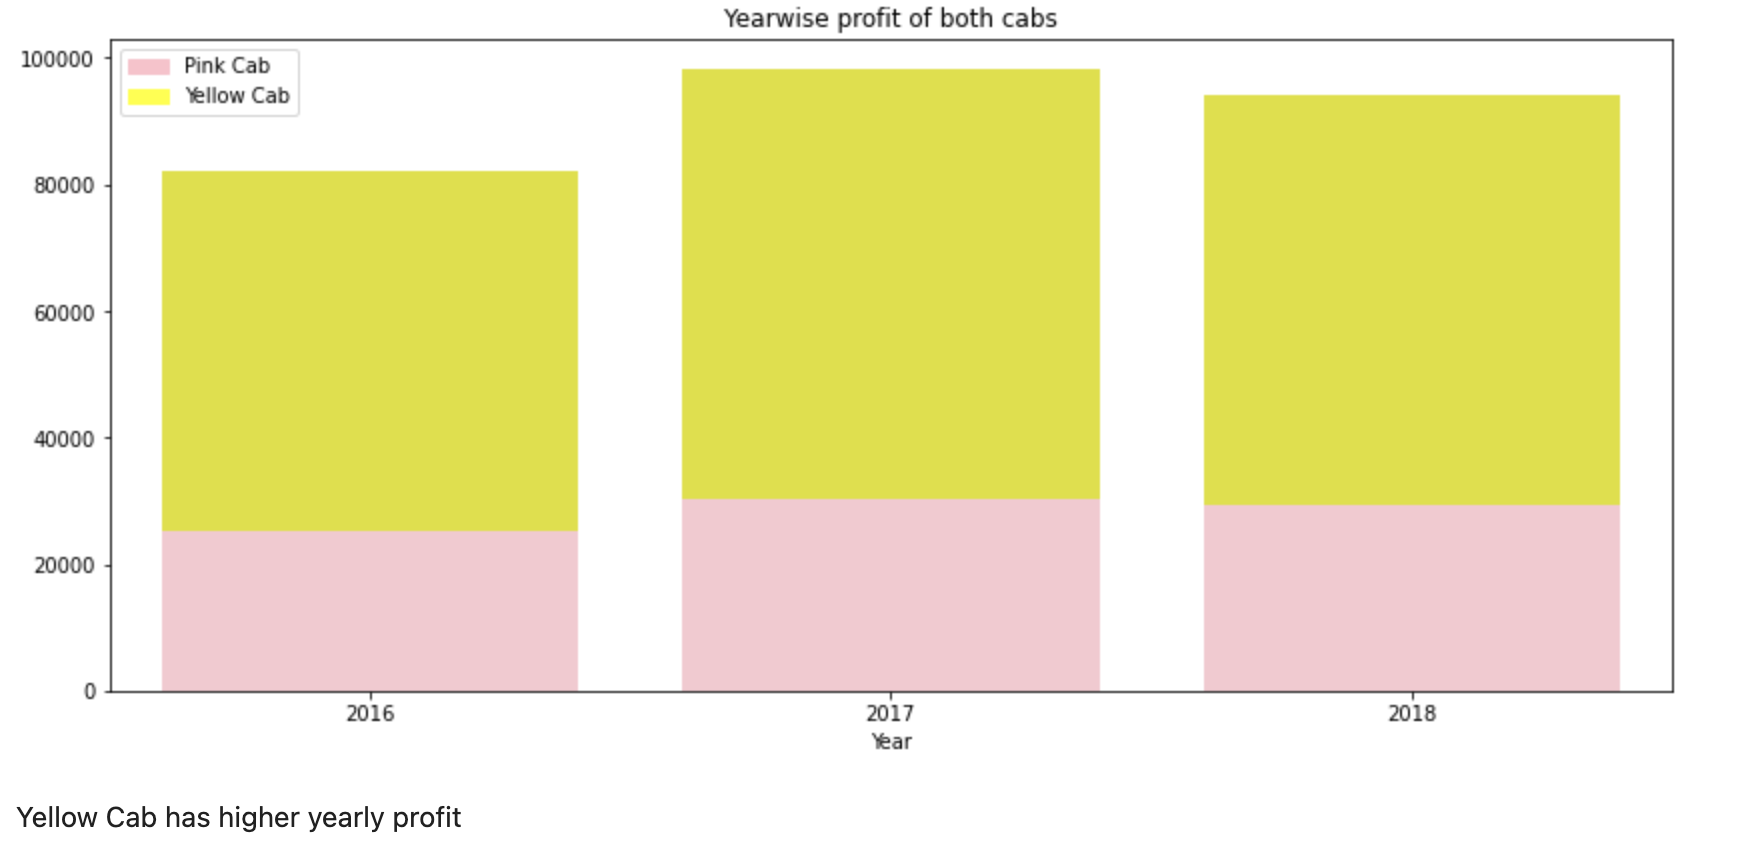 Yearwise profit of both cabs
100000
Pink Cab
Yellow Cab
80000
60000
40000
20000
0
2016 2017 2018
Year
Yellow Cab has higher yearly profit